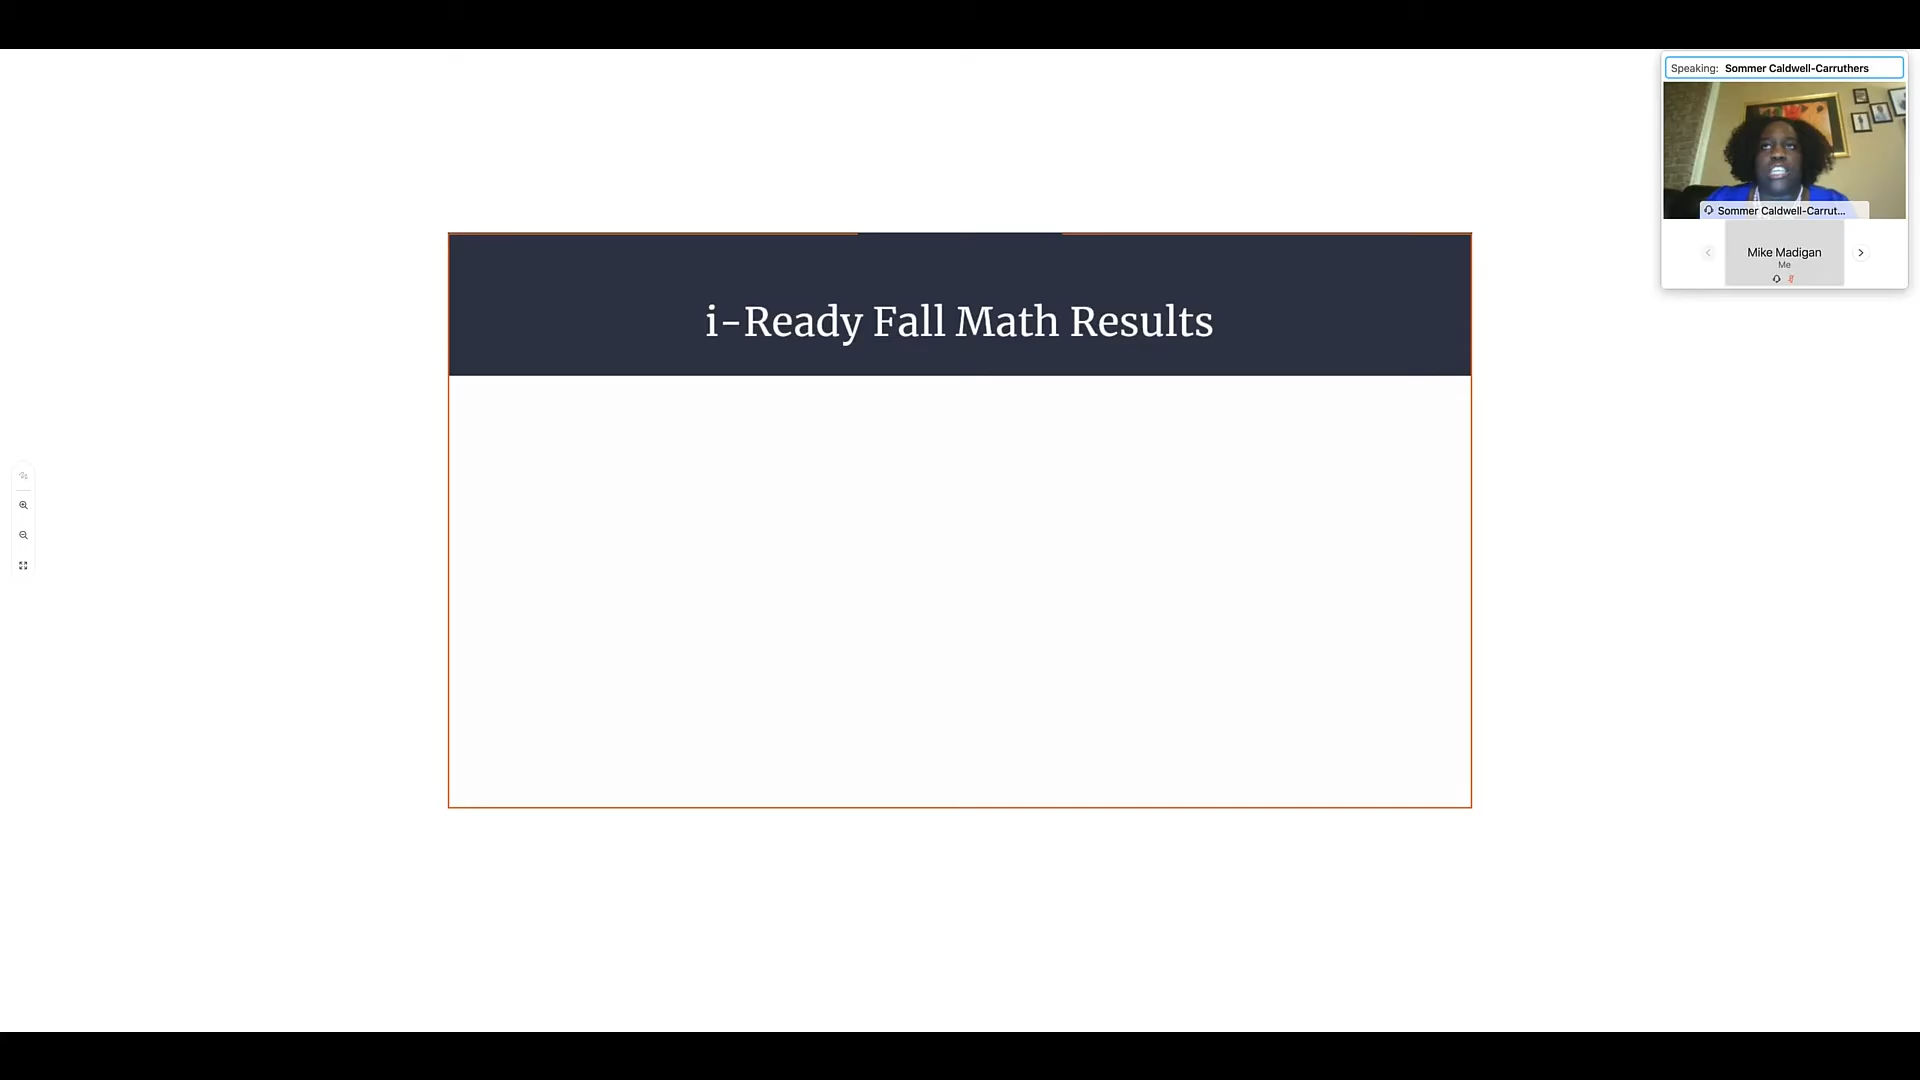 Speaking: Sommer Caldwell-Carruthers
Sommer Caldwell-Carrut...
Mike Madigan
Me
i-Ready Fall Math Results